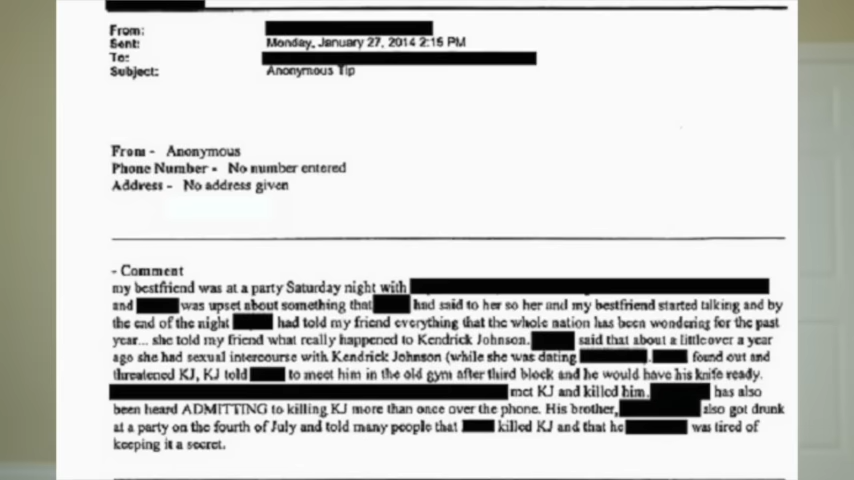 From:
Sent: Monday, January 27, 2014 2:15 PM
To:
Subject: Anonymous Tip
From - Anonymous
Phone Number - No number entered
Address - No address given
- Comment
my bestfriend was at a party Saturday night with
and was upset about something that had said to her so her and my bestfriend started talking and by
the end of the night had told my friend everything that the whole nation has been wondering for the past
year... she told my friend what really happened to Kendrick Johnson. said that about a littleover a year
ago she had sexual intercourse with Kendrick Johnson (while she was dating . found out and
threatened KJ, KJ told to meet him in the old gym after third block and he would have his knife ready.
met KJ and killed him. has also
been heard ADMITTING to killing KJ more than once over the phone. His brother, also got drunk
at a party on the fourth of July and told many people that killed KJ and that he was tired of
keeping it a secret.